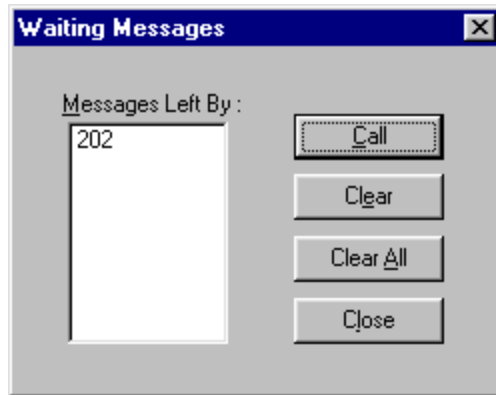 Waiting Messages
Messages Left By :
202
Call
Clear
Clear All
Close